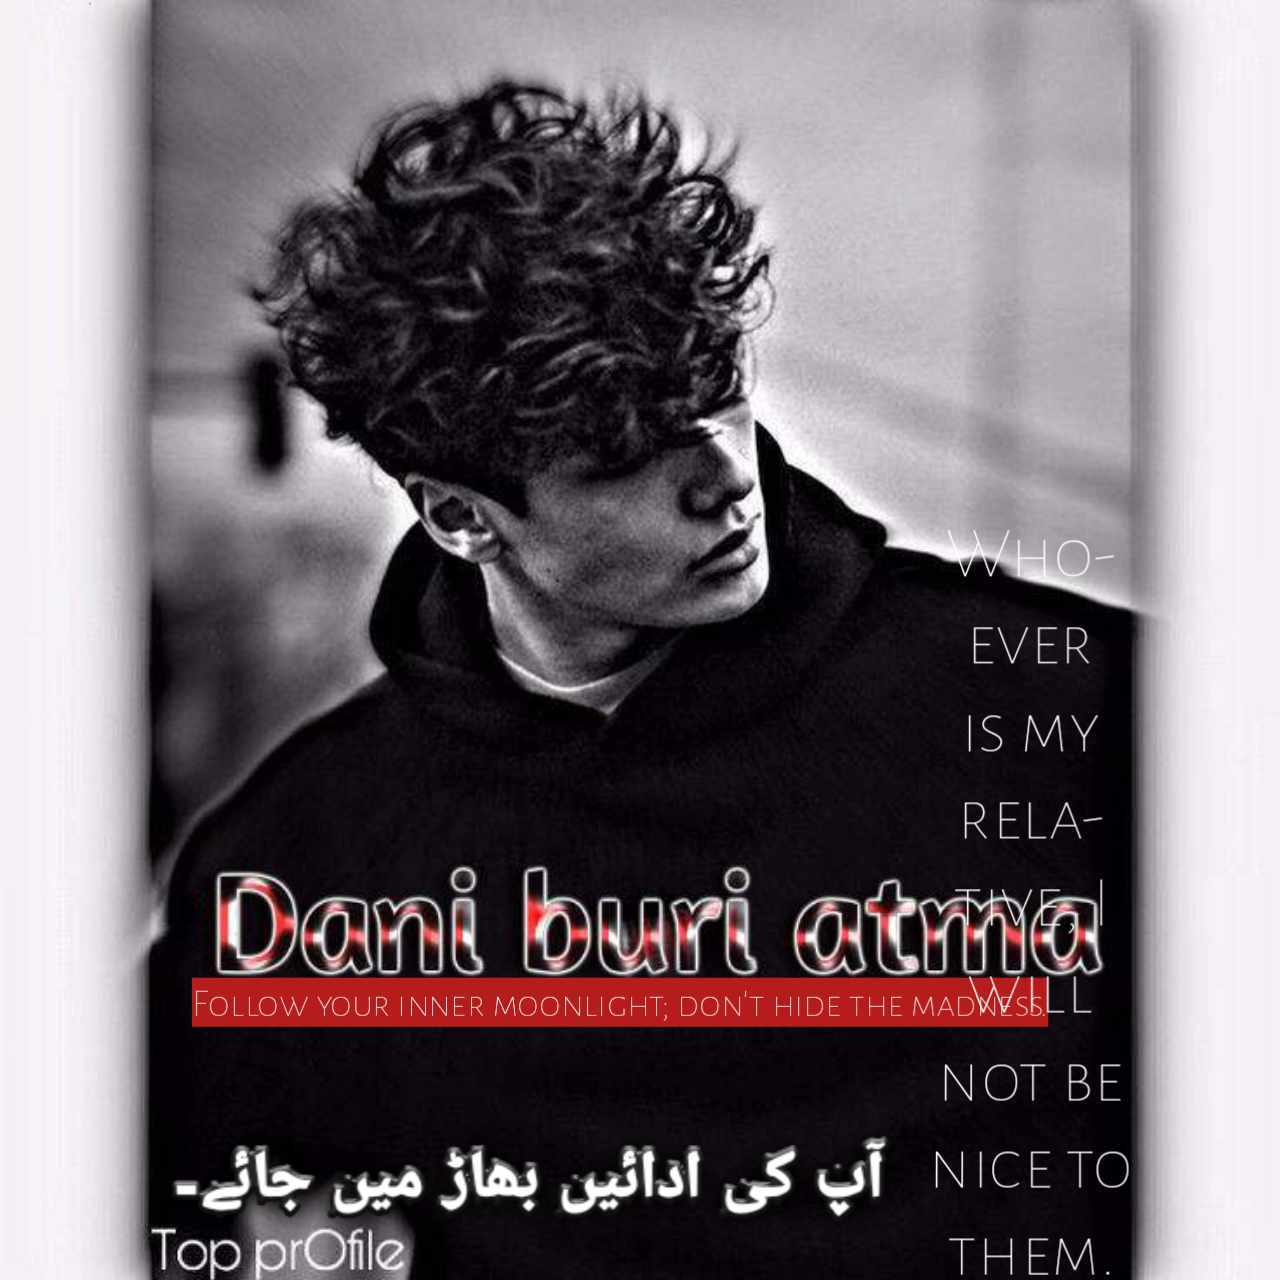 Who-
ever
is my
rela-
tive, I
will
not be
nice to
them.
Dani buri atma
Follow your inner moonlight; don't hide the madness.
آپ کی ادائیں بھاڑ میں جائے۔
Top prOfile